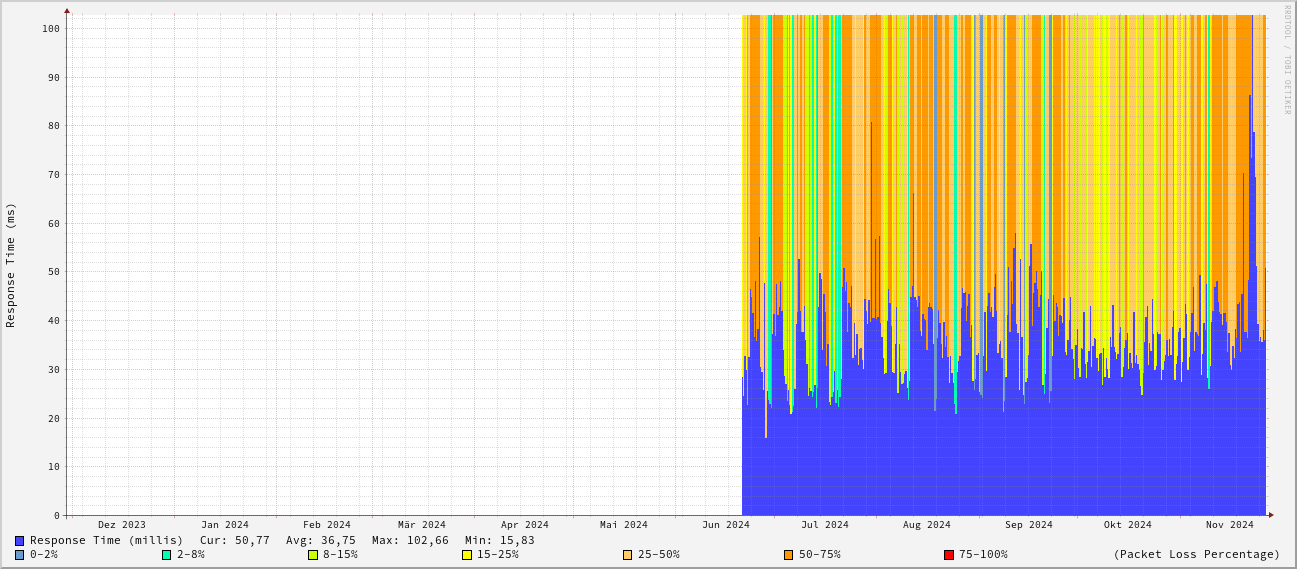 RRDTOOL / TOBI OETIKER
Response Time (ms)
100
90
80
70
60
50
40
30
20
10
0
Dez 2023 Jan 2024 Feb 2024 Mär 2024 Apr 2024 Mai 2024 Jun 2024 Jul 2024 Aug 2024 Sep 2024 Okt 2024 Nov 2024
Response Time (millis) Cur: 50,77 Avg: 36,75 Max: 102,66 Min: 15,83
0-2% 2-8% 8-15% 15-25% 25-50% 50-75% 75-100% (Packet Loss Percentage)